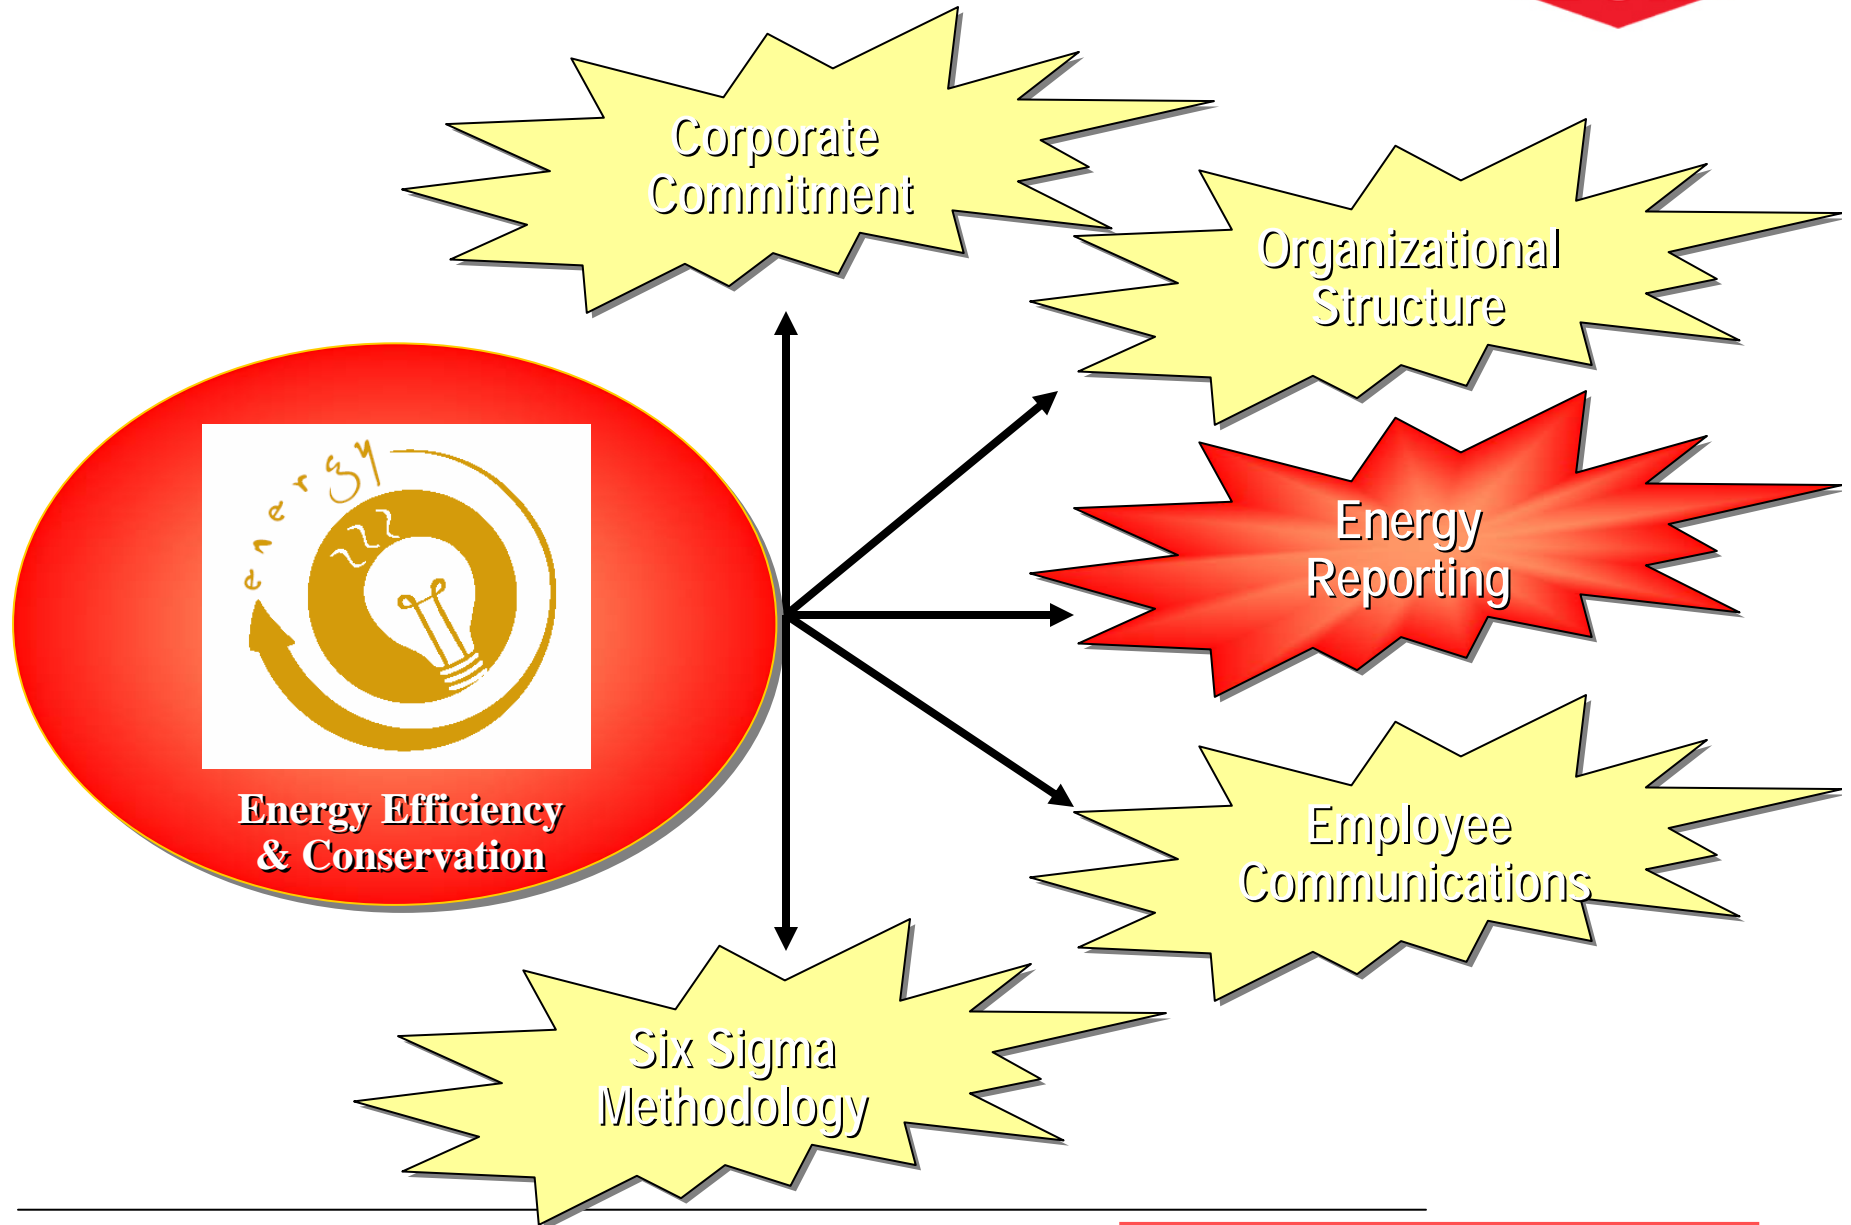 Corporate
Commitment
Organizational
Structure
energy
Energy
Reporting
Energy Efficiency
& Conservation
Employee
Communications
Six Sigma
Methodology